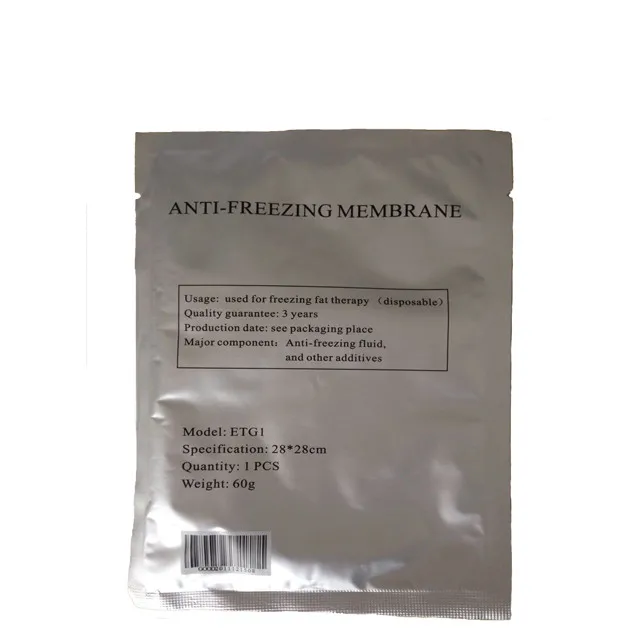 ANTI-FREEZING MEMBRANE
Usage: used for freezing fat therapy （disposable）
Quality guarantee: 3 years
Production date: see packaging place
Major component： Anti-freezing fluid,
and other additives
Model: ETG1
Specification: 28*28cm
Quantity: 1 PCS
Weight: 60g